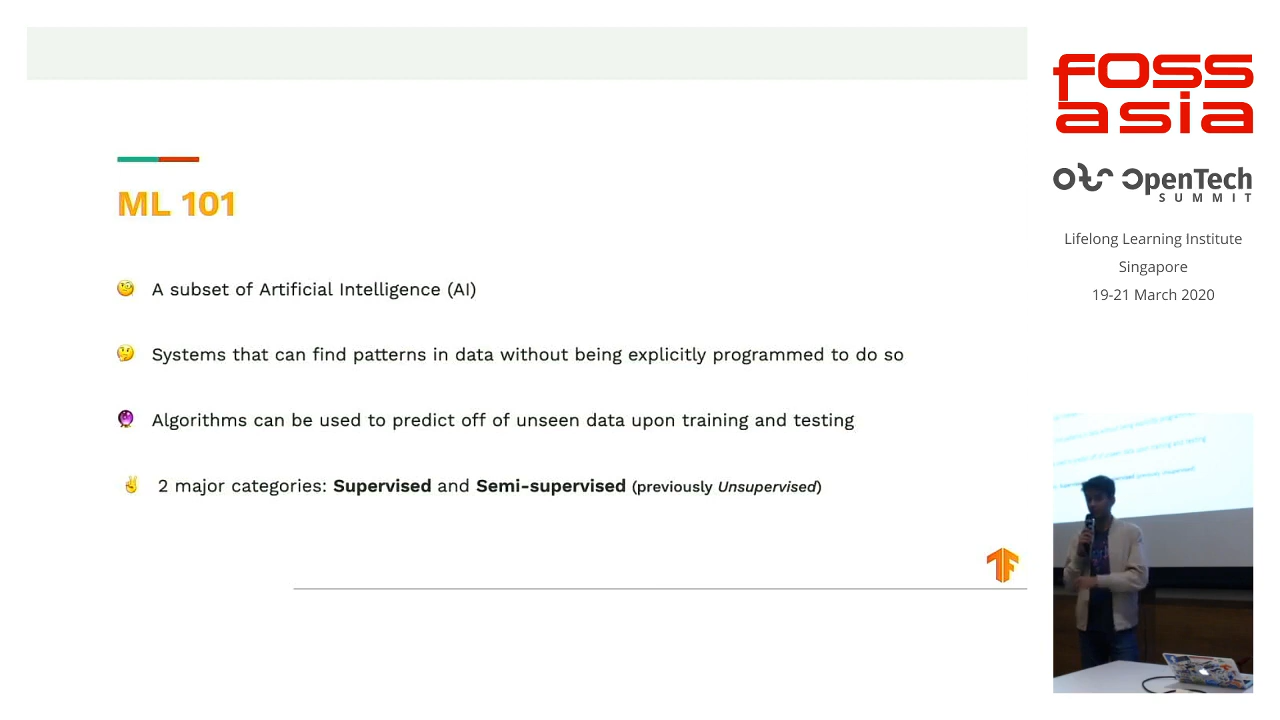 ML 101
A subset of Artificial Intelligence (AI)
Systems that can find patterns in data without being explicitly programmed to do so
Algorithms can be used to predict off of unseen data upon training and testing
2 major categories: Supervised and Semi-supervised (previously Unsupervised)
foss
asia
OpenTech
SUMMIT
Lifelong Learning Institute
Singapore
19-21 March 2020